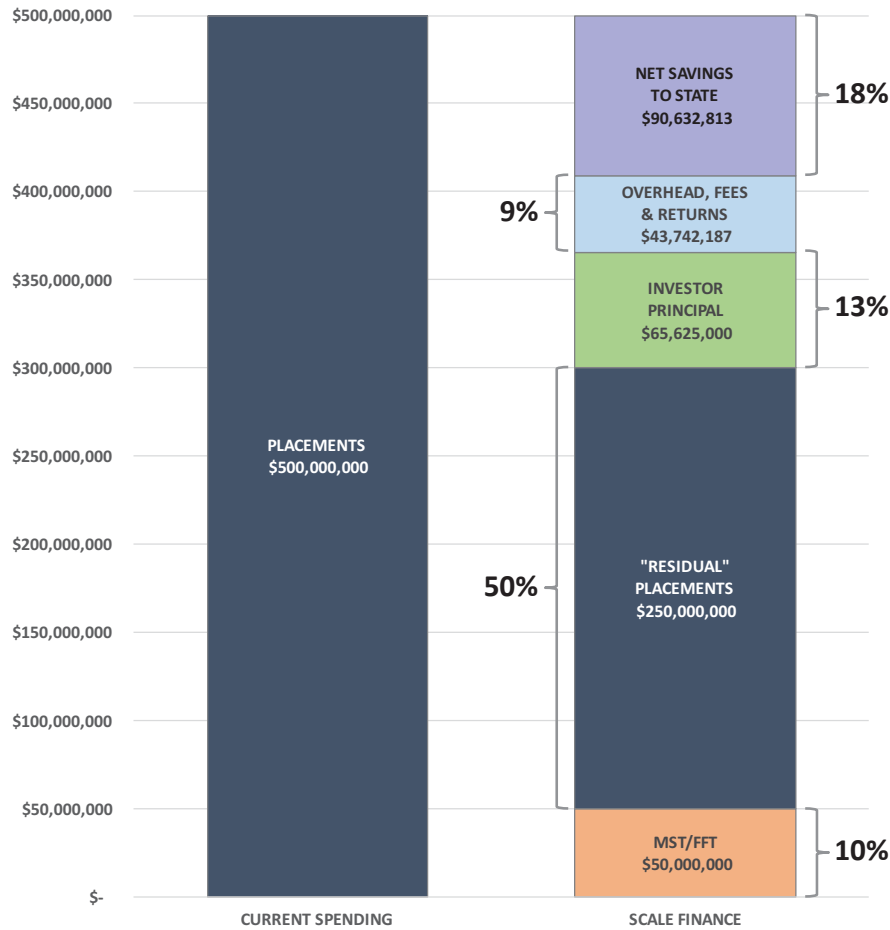 $500,000,000
$450,000,000
$400,000,000
$350,000,000
$300,000,000
$250,000,000
$200,000,000
$150,000,000
$100,000,000
$50,000,000
$-
PLACEMENTS
$500,000,000
CURRENT SPENDING
NET SAVINGS
TO STATE
$90,632,813
18%
OVERHEAD, FEES
& RETURNS
$43,742,187
9%
INVESTOR
PRINCIPAL
$65,625,000
13%
"RESIDUAL"
PLACEMENTS
$250,000,000
50%
MST/FFT
$50,000,000
10%
SCALE FINANCE